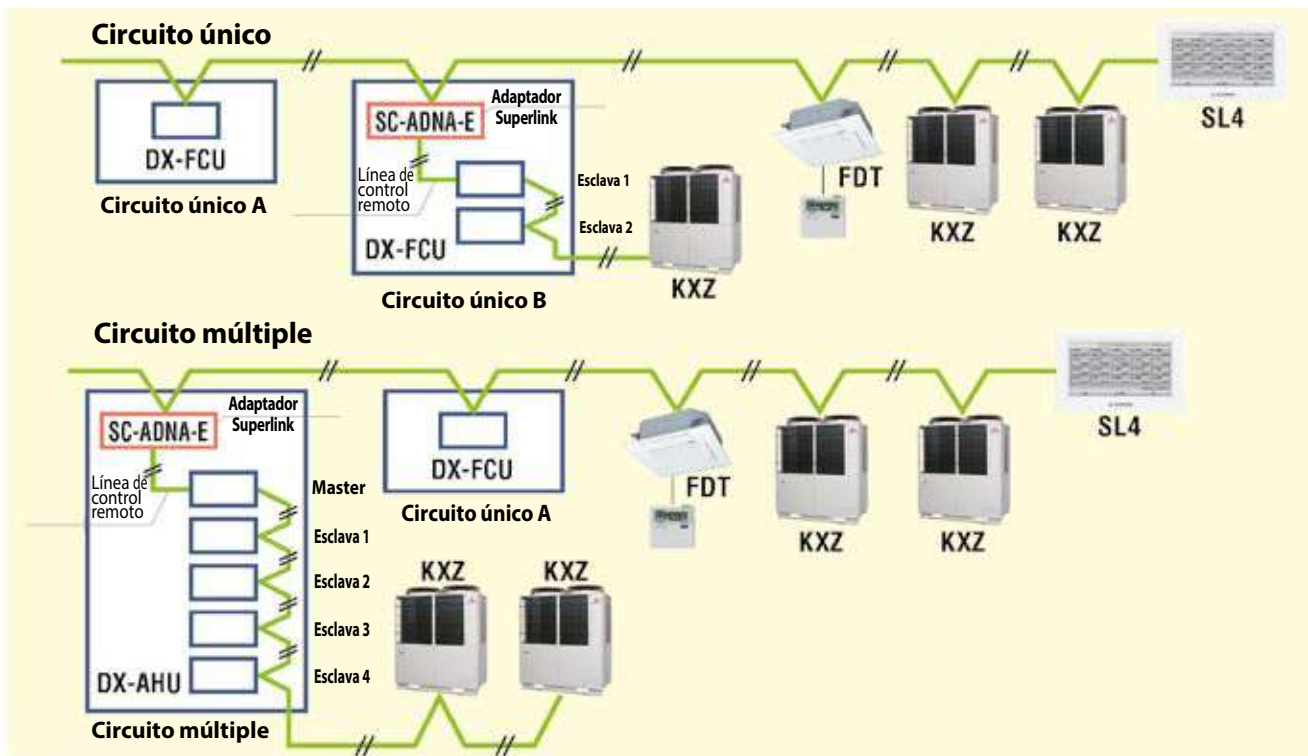 Circuito único
DX-FCU
Circuito único A
SC-ADNA-E
Adaptador
Superlink
Línea de
control
remoto
Esclava 1
Esclava 2
DX-FCU
Circuito único B
KXZ
FDT
KXZ
KXZ
SL4
Circuito múltiple
SC-ADNA-E
Adaptador
Superlink
Línea de
control
remoto
Master
Esclava 1
Esclava 2
Esclava 3
Esclava 4
DX-AHU
Circuito múltiple
DX-FCU
Circuito único A
KXZ
KXZ
FDT
KXZ
KXZ
SL4